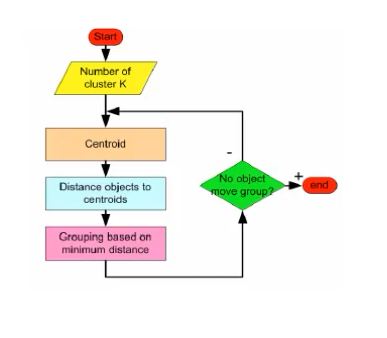 Start
Number of
cluster K
Centroid
Distance objects to
centroids
Grouping based on
minimum distance
-
No object
move group?
+
end